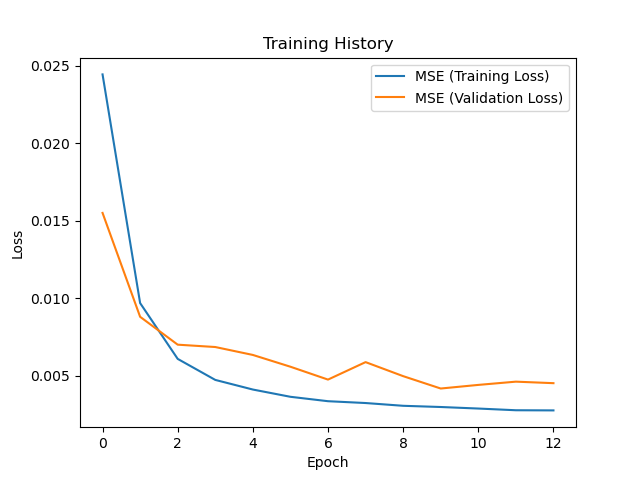 Training History
MSE (Training Loss)
MSE (Validation Loss)
0.025
0.020
0.015
0.010
0.005
Loss
0 2 4 6 8 10 12
Epoch